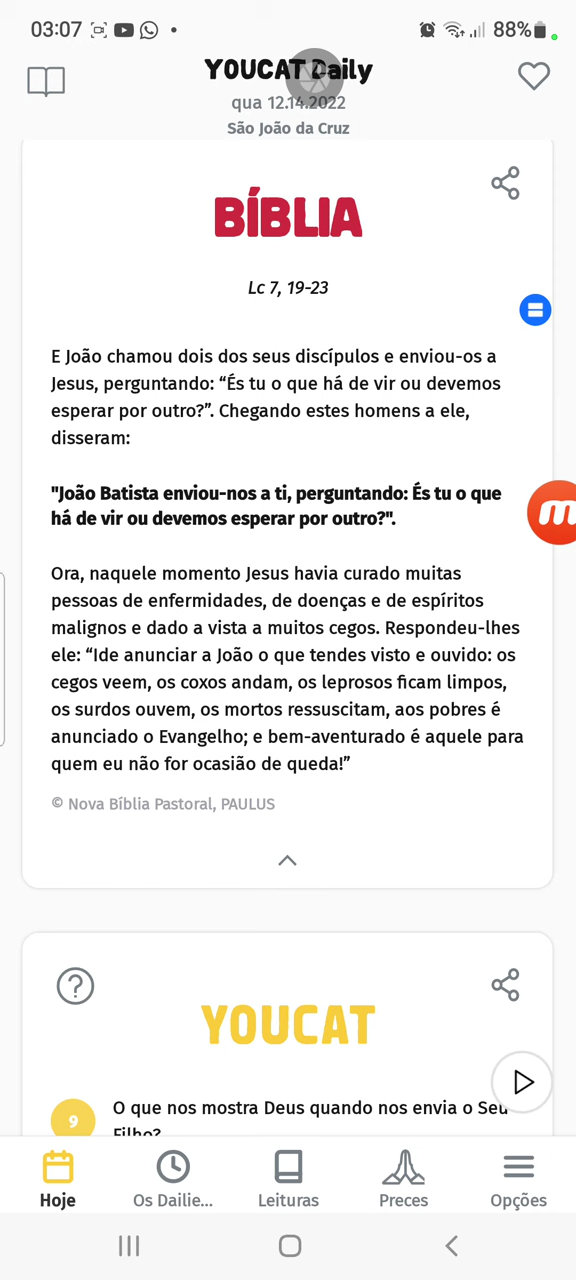 03:07
88%
YOUCAT Daily
qua 12.14.2022
São João da Cruz
BÍBLIA
Lc 7, 19-23
E João chamou dois dos seus discípulos e enviou-os a
Jesus, perguntando: “És tu o que há de vir ou devemos
esperar por outro?”. Chegando estes homens a ele,
disseram:
"João Batista enviou-nos a ti, perguntando: És tu o que
há de vir ou devemos esperar por outro?".
Ora, naquele momento Jesus havia curado muitas
pessoas de enfermidades, de doenças e de espíritos
malignos e dado a vista a muitos cegos. Respondeu-lhes
ele: “Ide anunciar a João o que tendes visto e ouvido: os
cegos veem, os coxos andam, os leprosos ficam limpos,
os surdos ouvem, os mortos ressuscitam, aos pobres é
anunciado o Evangelho; e bem-aventurado é aquele para
quem eu não for ocasião de queda!”
© Nova Bíblia Pastoral, PAULUS
YOUCAT
9 O que nos mostra Deus quando nos envia o Seu
Filho?
Hoje
Os Dailie...
Leituras
Preces
Opções